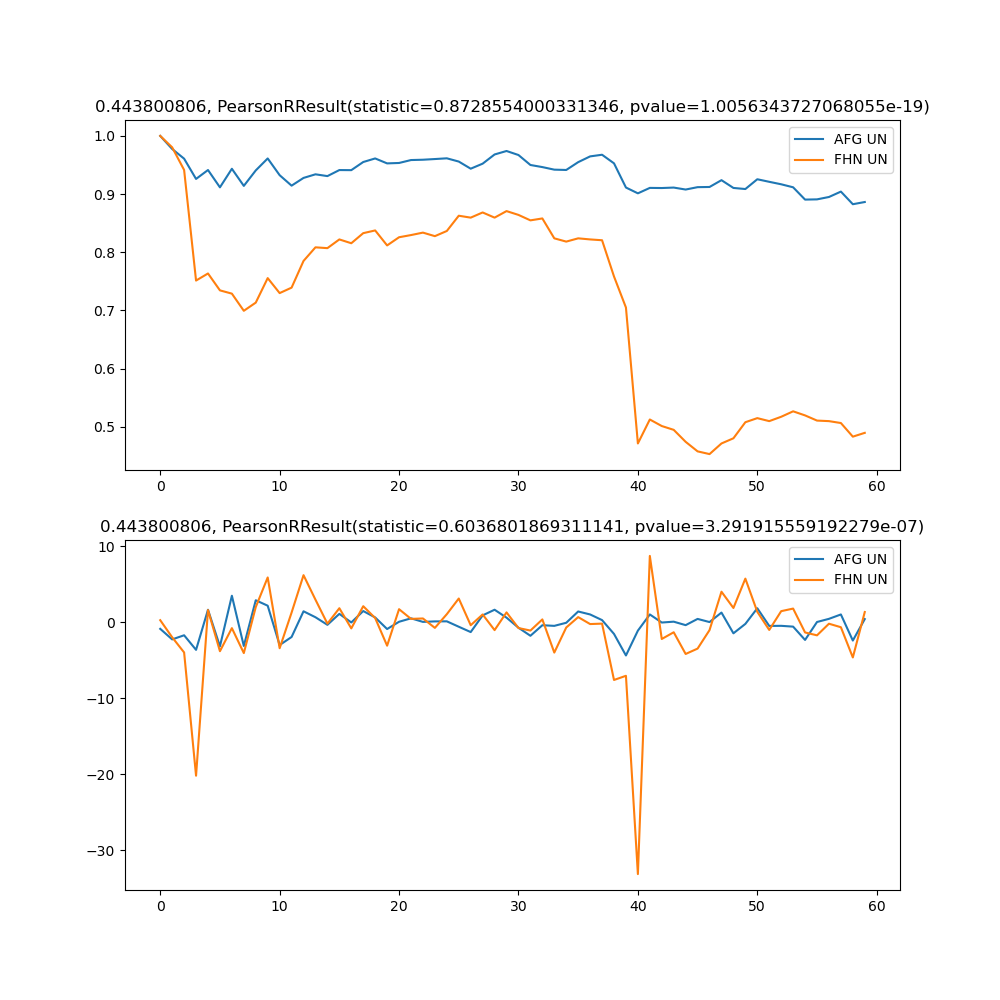 0.443800806, PearsonRResult(statistic=0.8728554000331346, pvalue=1.0056343727068055e-19)
1.0
0.9
0.8
0.7
0.6
0.5
AFG UN
FHN UN
0 10 20 30 40 50 60
0.443800806, PearsonRResult(statistic=0.6036801869311141, pvalue=3.291915559192279e-07)
10
0
−10
−20
−30
AFG UN
FHN UN
0 10 20 30 40 50 60